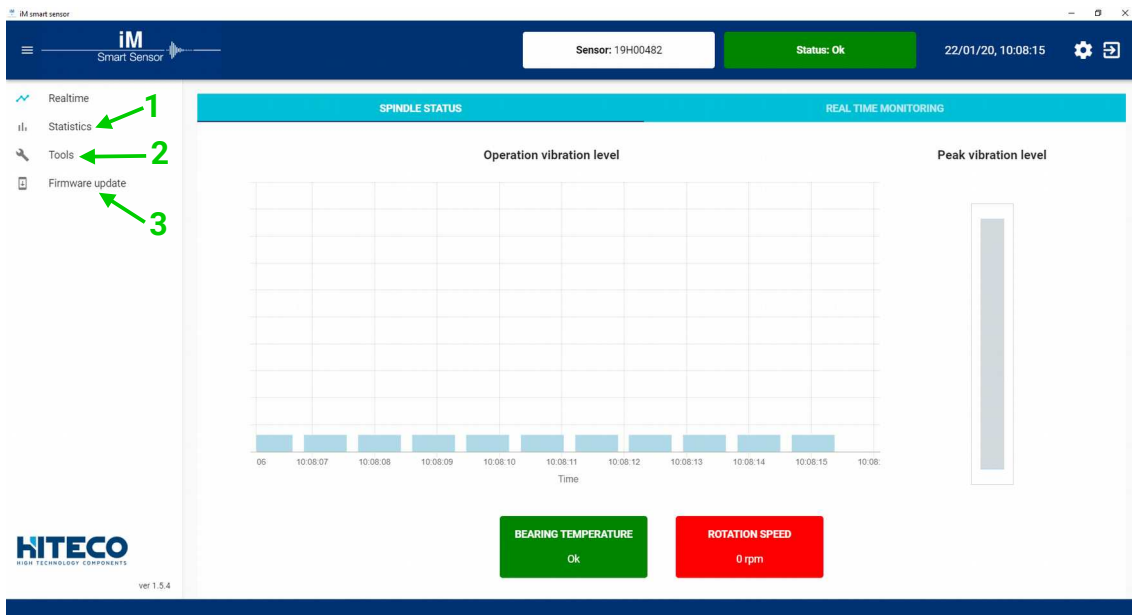 iM smart sensor
iM
Smart Sensor
Sensor: 19H00482
Status: Ok
22/01/20, 10:08:15
Realtime
1
Statistics
2
Tools
Firmware update
3
SPINDLE STATUS
REAL TIME MONITORING
Operation vibration level
Peak vibration level
06 10:08:07 10:08:08 10:08:09 10:08:10 10:08:11 10:08:12 10:08:13 10:08:14 10:08:15 10:08:
Time
BEARING TEMPERATURE
Ok
ROTATION SPEED
0 rpm
HITECO
HIGH TECHNOLOGY COMPONENTS
ver 1.5.4